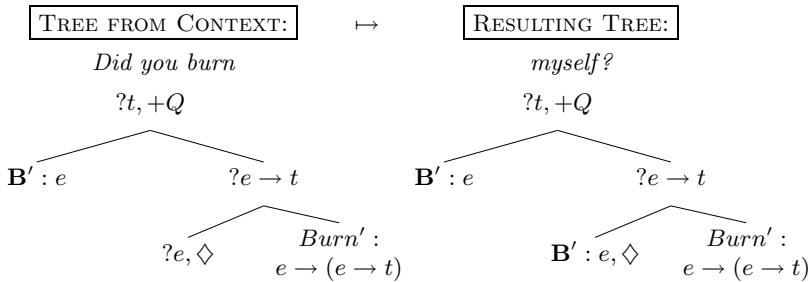 TREE FROM CONTEXT: ↦ RESULTING TREE:
Did you burn myself?
?t, +Q ?t, +Q
B′ : e ?e → t B′ : e ?e → t
?e, ♢ Burn′ : B′ : e, ♢ Burn′ :
e → (e → t) e → (e → t)